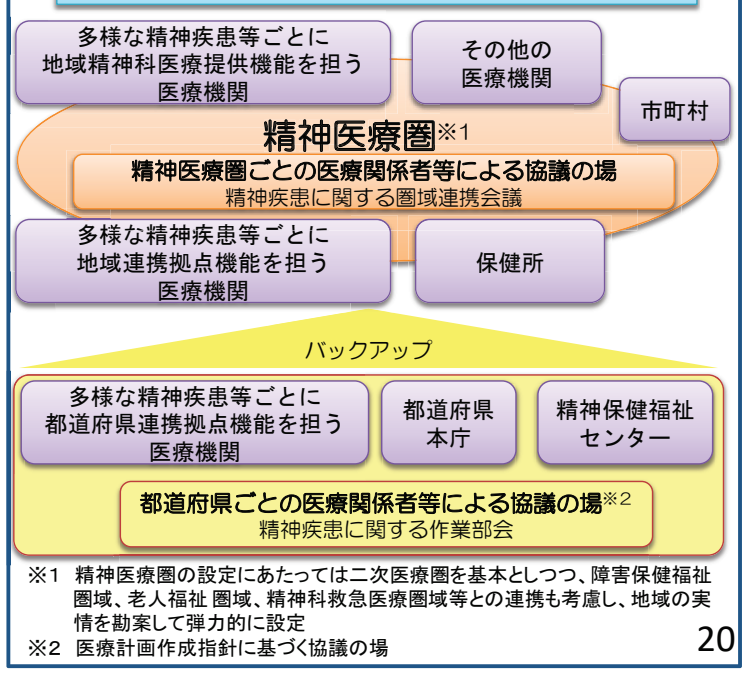 多様な精神疾患等ごとに
地域精神科医療提供機能を担う
医療機関
その他の
医療機関
市町村
精神医療圏※1
精神医療圏ごとの医療関係者等による協議の場
精神疾患に関する圏域連携会議
多様な精神疾患等ごとに
地域連携拠点機能を担う
医療機関
保健所
バックアップ
多様な精神疾患等ごとに
都道府県連携拠点機能を担う
医療機関
都道府県
本庁
精神保健福祉
センター
都道府県ごとの医療関係者等による協議の場※2
精神疾患に関する作業部会
※1 精神医療圏の設定にあたっては二次医療圏を基本としつつ、障害保健福祉
圏域、老人福祉 圏域、精神科救急医療圏域等との連携も考慮し、地域の実
情を勘案して弾力的に設定
※2 医療計画作成指針に基づく協議の場
20